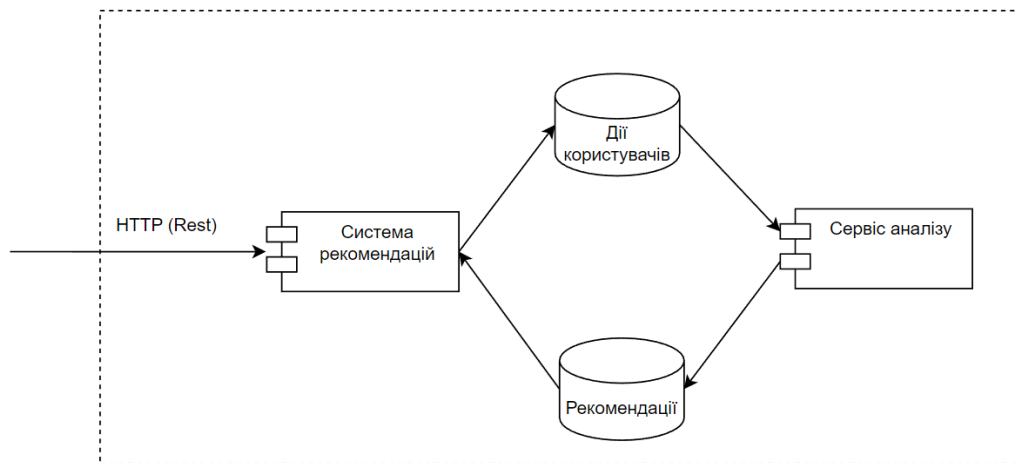 Дії
користувачів
HTTP (Rest)
Система
рекомендацій
Сервіс аналізу
Рекомендації